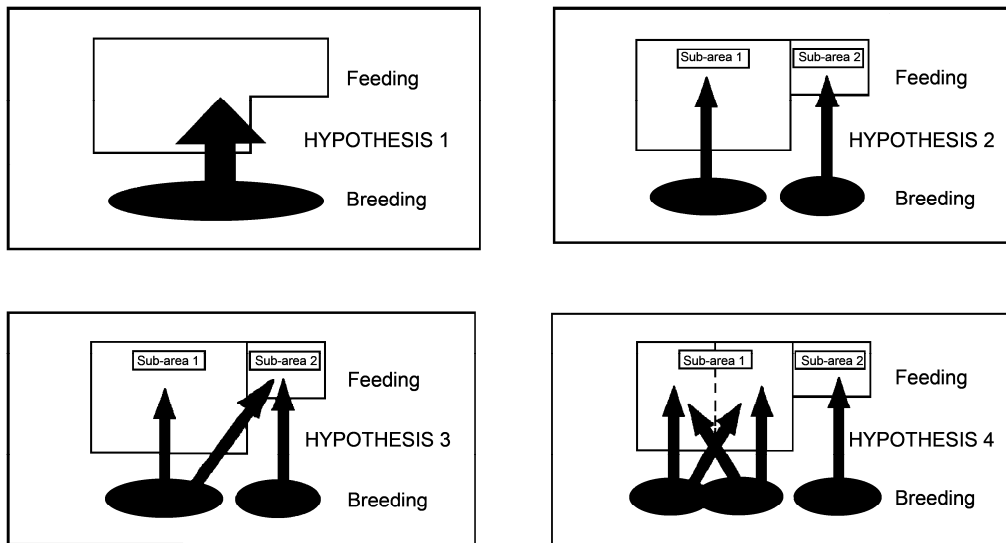 Feeding
HYPOTHESIS 1
Breeding
Sub-area 1
Sub-area 2
Feeding
HYPOTHESIS 2
Breeding
Sub-area 1
Sub-area 2
Feeding
HYPOTHESIS 3
Breeding
Sub-area 1
Sub-area 2
Feeding
HYPOTHESIS 4
Breeding